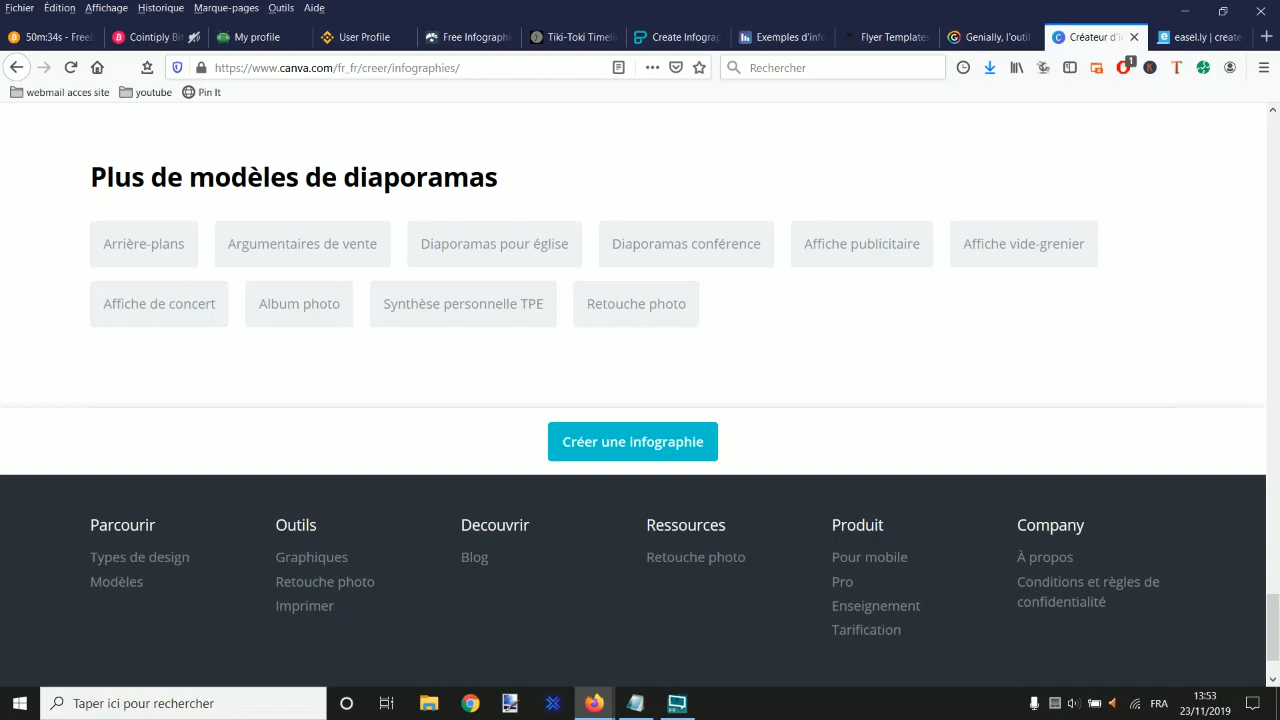 Fichier Édition Affichage Historique Marque-pages Outils Aide
50m:34s - Free Cointiply Bit My profile User Profile Free Infographi Tiki-Toki Timeli Create Infograp Exemples d'info Flyer Templates Genially, l'outil Créateur d'i easel.ly | create
https://www.canva.com/fr_fr/creer/infographies/ Rechercher 1
webmail acces site youtube Pin It
Plus de modèles de diaporamas
Arrière-plans Argumentaires de vente Diaporamas pour église Diaporamas conférence Affiche publicitaire Affiche vide-grenier
Affiche de concert Album photo Synthèse personnelle TPE Retouche photo
Créer une infographie
Parcourir Outils Decouvrir Ressources Produit Company
Types de design Graphiques Blog Retouche photo Pour mobile À propos
Modèles Retouche photo Pro Conditions et règles de
confidentialité
Imprimer Enseignement
Tarification
Taper ici pour rechercher FRA 13:53
23/11/2019